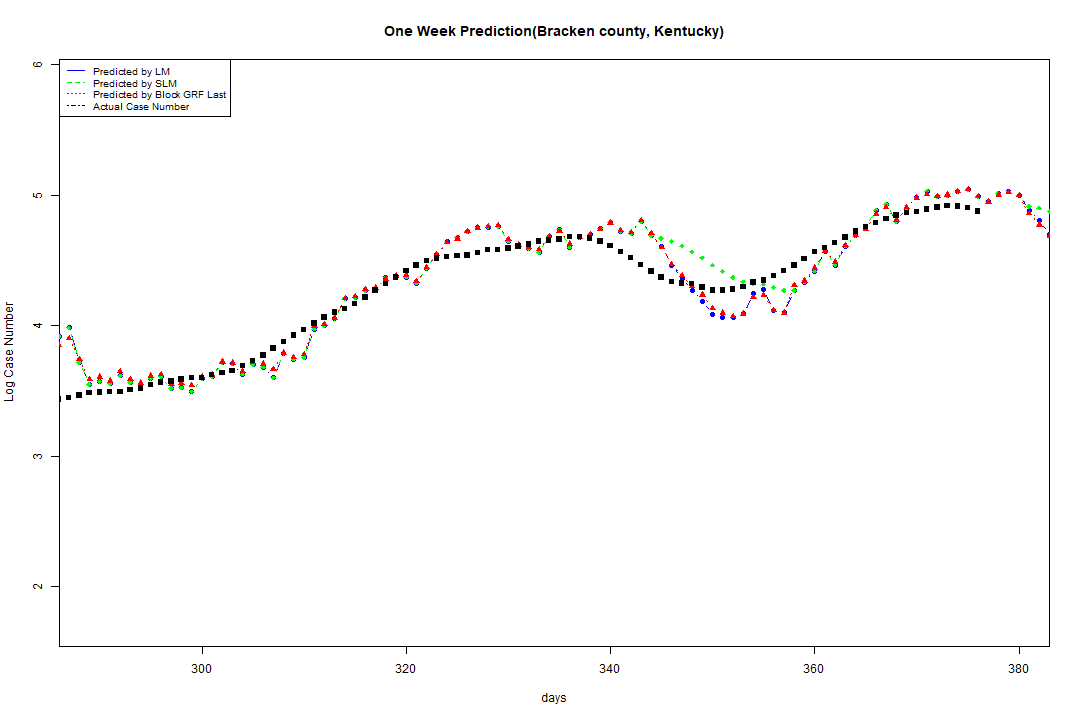 One Week Prediction(Bracken county, Kentucky)
Predicted by LM
Predicted by SLM
Predicted by Block GRF Last
Actual Case Number
6
5
4
3
2
Log Case Number
300 320 340 360 380
days